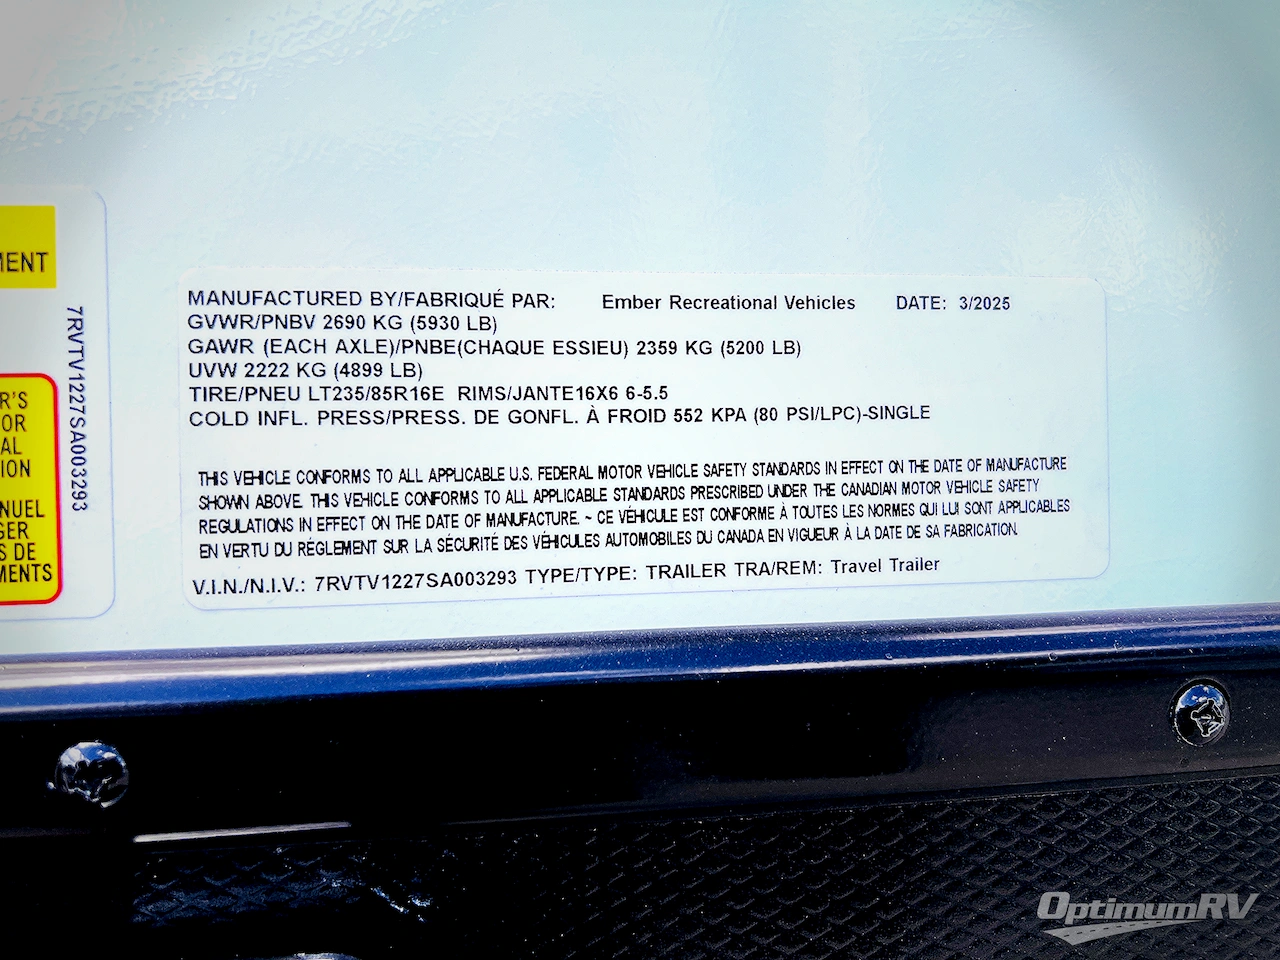 MENT
R'S
OR
AL
ION
NUEL
GER
S DE
MENTS
7RVTV1227SA003293
MANUFACTURED BY/FABRIQUÉ PAR: Ember Recreational Vehicles DATE: 3/2025
GVWR/PNBV 2690 KG (5930 LB)
GAWR (EACH AXLE)/PNBE(CHAQUE ESSIEU) 2359 KG (5200 LB)
UVW 2222 KG (4899 LB)
TIRE/PNEU LT235/85R16E RIMS/JANTE16X6 6-5.5
COLD INFL. PRESS/PRESS. DE GONFL. À FROID 552 KPA (80 PSI/LPC)-SINGLE
THIS VEHICLE CONFORMS TO ALL APPLICABLE U.S. FEDERAL MOTOR VEHICLE SAFETY STANDARDS IN EFFECT ON THE DATE OF MANUFACTURE
SHOWN ABOVE. THIS VEHICLE CONFORMS TO ALL APPLICABLE STANDARDS PRESCRIBED UNDER THE CANADIAN MOTOR VEHICLE SAFETY
REGULATIONS IN EFFECT ON THE DATE OF MANUFACTURE. ~ CE VÉHICULE EST CONFORME À TOUTES LES NORMES QUI LUI SONT APPLICABLES
EN VERTU DU RÉGLEMENT SUR LA SÉCURITÉ DES VÉHICULES AUTOMOBILES DU CANADA EN VIGUEUR À LA DATE DE SA FABRICATION.
V.I.N./N.I.V.: 7RVTV1227SA003293 TYPE/TYPE: TRAILER TRA/REM: Travel Trailer
OptimumRV